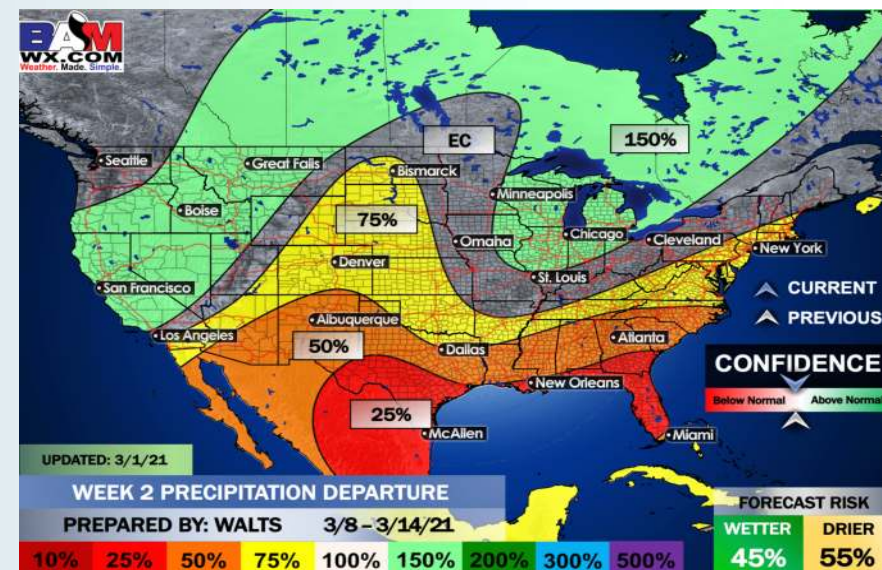 BAM
WX.COM
Weather. Made. Simple.
EC
150%
Seattle
Great Falls
Bismarck
Boise
Minneapolis
75%
Omaha
Chicago
Cleveland
New York
Denver
St. Louis
San Francisco
CURRENT
PREVIOUS
Los Angeles
Albuquerque
50%
Dallas
Atlanta
CONFIDENCE
New Orleans
Below Normal Above Normal
25%
McAllen
Miami
UPDATED: 3/1/21
WEEK 2 PRECIPITATION DEPARTURE
PREPARED BY: WALTS 3/8 – 3/14/21
10% 25% 50% 75% 100% 150% 200% 300% 500%
FORECAST RISK
WETTER DRIER
45% 55%